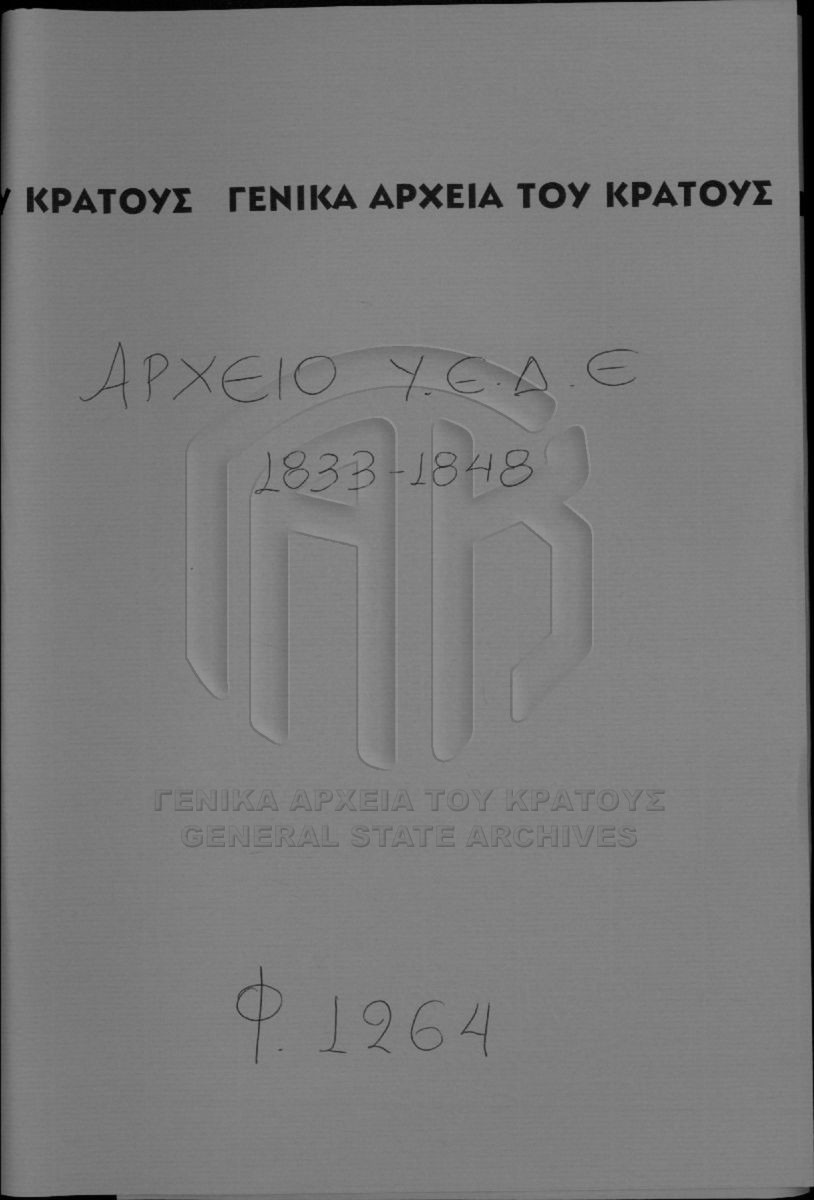 Υ ΚΡΑΤΟΥΣ ΓΕΝΙΚΑ ΑΡΧΕΙΑ ΤΟΥ ΚΡΑΤΟΥΣ
ΑΡΧΕΙΟ Υ.Ε.Δ.Ε
1833-1848
ΓΕΝΙΚΑ ΑΡΧΕΙΑ ΤΟΥ ΚΡΑΤΟΥΣ
GENERAL STATE ARCHIVES
Φ. 1264